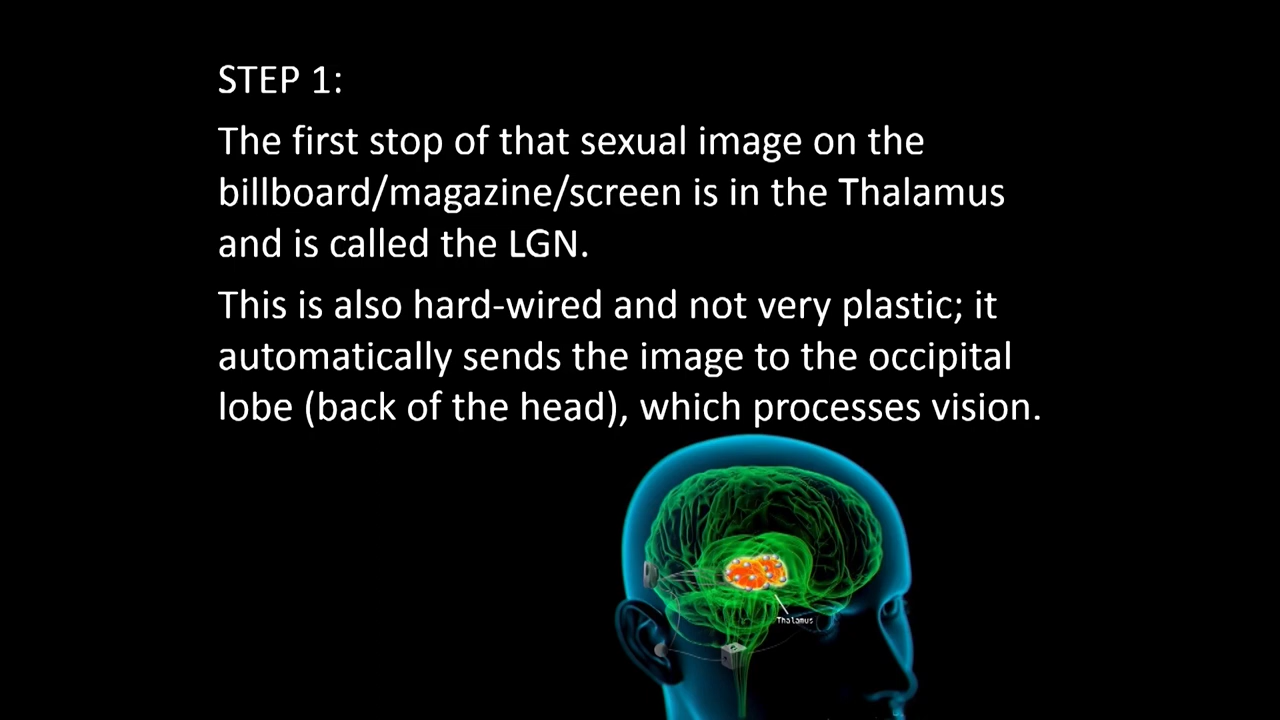 STEP 1:
The first stop of that sexual image on the
billboard/magazine/screen is in the Thalamus
and is called the LGN.
This is also hard-wired and not very plastic; it
automatically sends the image to the occipital
lobe (back of the head), which processes vision.
Thalamus